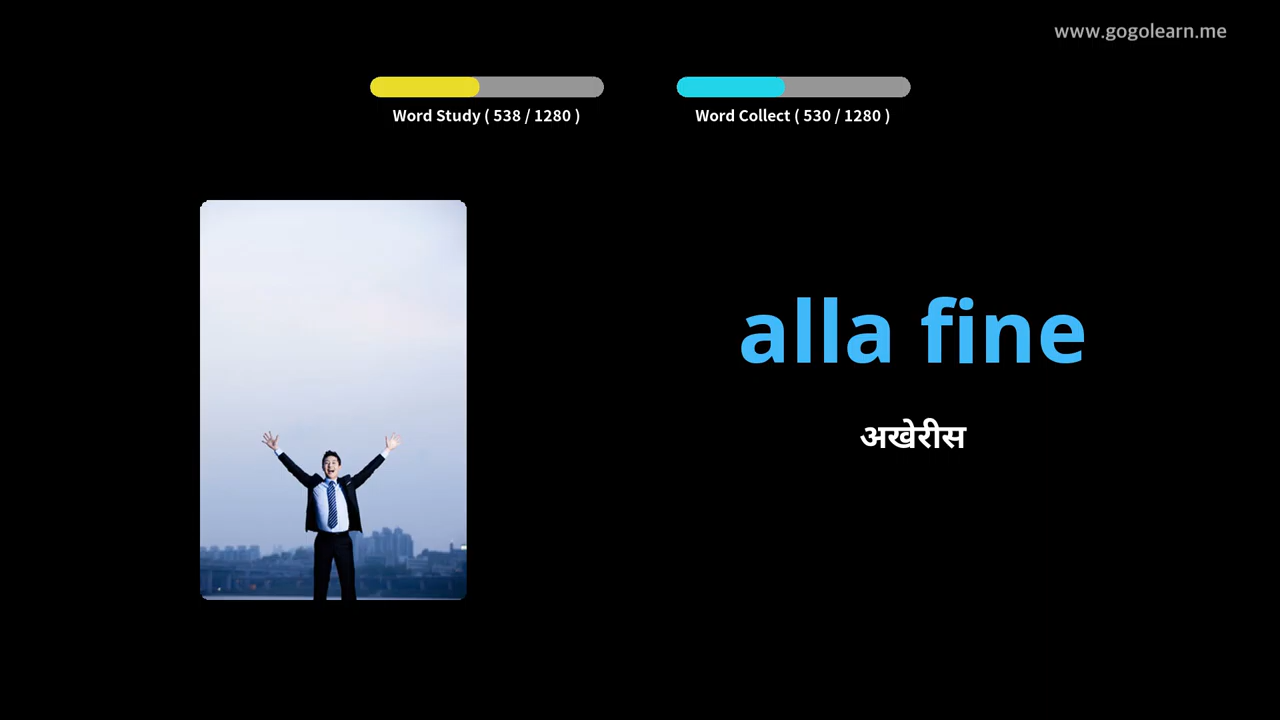 www.gogolearn.me
Word Study ( 538 / 1280 )
Word Collect ( 530 / 1280 )
alla fine
अखेरीस